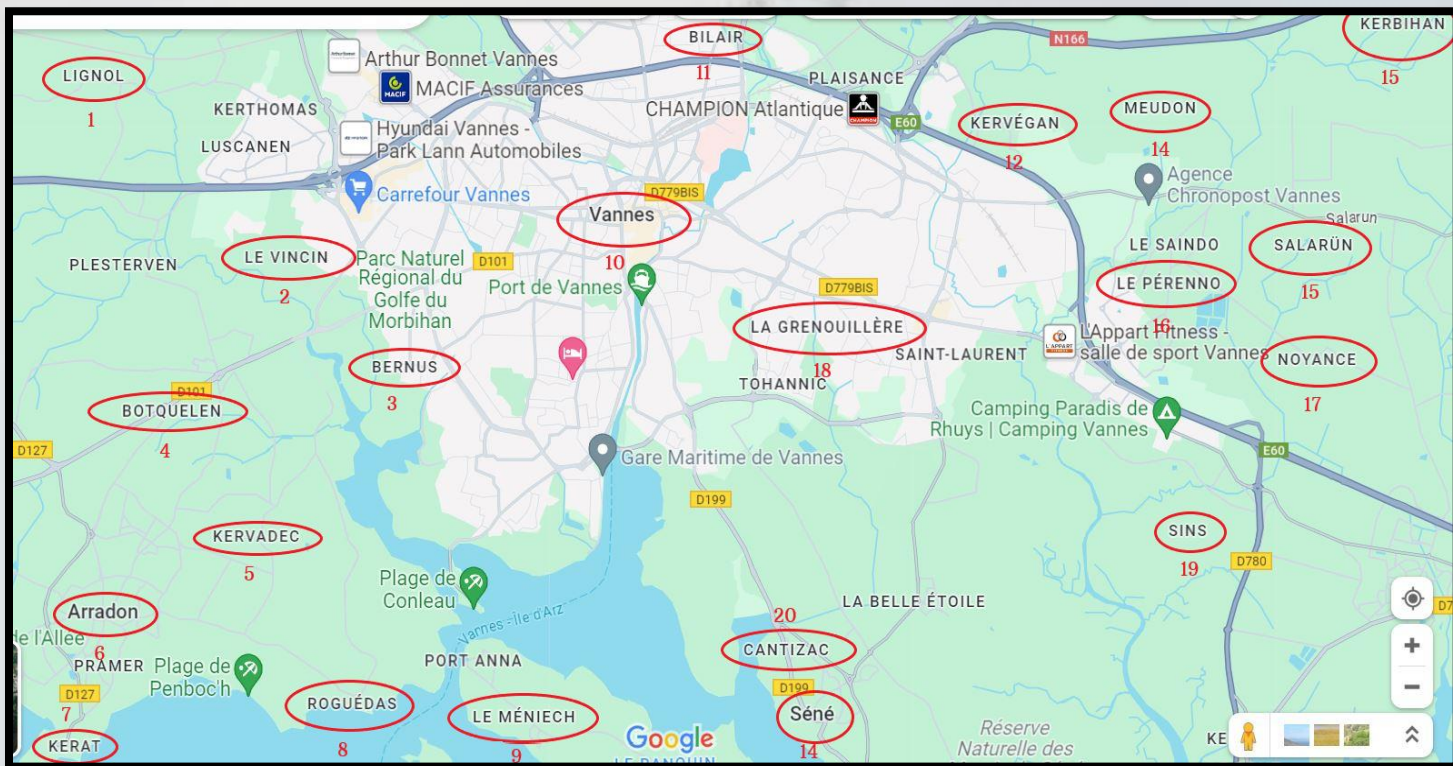 BILAIR
11
N166
KERBIHAN
15
LIGNOL
1
Arthur Bonnet Vannes
MACIF
MACIF Assurances
PLAISANCE
KERTHOMAS
CHAMPION Atlantique
CHAMPION
E60
KERVÉGAN
12
MEUDON
14
LUSCANEN
Hyundai Vannes -
Park Lann Automobiles
Carrefour Vannes
D779BIS
Vannes
10
Agence
Chronopost Vannes
Salarun
LE SAINDO
SALARÜN
15
PLESTERVEN
LE VINCIN
2
Parc Naturel
Régional du
Golfe du
Morbihan
D101
Port de Vannes
D779BIS
LE PÉRENNO
16
LA GRENOUILLÈRE
18
L'Appart Fitness -
salle de sport Vannes
SAINT-LAURENT
NOYANCE
17
BERNUS
3
TOHANNIC
D101
BOTQUELEN
4
Camping Paradis de
Rhuys | Camping Vannes
D127
Gare Maritime de Vannes
E60
D199
KERVADEC
5
SINS
19
D780
Plage de
Conleau
Vannes - Île d'Arz
LA BELLE ÉTOILE
20
Arradon
6
de l'Allée
PRAMER
Plage de
Penboc'h
PORT ANNA
CANTIZAC
D127
7
D199
ROGUÉDAS
8
LE MÉNIECH
9
Séné
14
KERAT
Google
Réserve
Naturelle des
KE